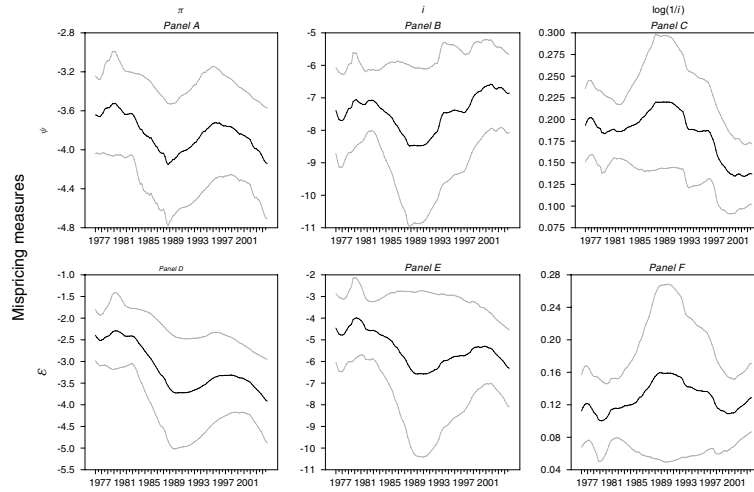 π i log(1/i)
Panel A Panel B Panel C
-2.8 -5 0.300
-3.2 -6 0.275
-3.6 -7 0.250
-4.0 -8 0.225
-4.4 -9 0.200
-4.8 -10 0.175
-11 0.150
0.125
0.100
0.075
ψ
1977 1981 1985 1989 1993 1997 2001 1977 1981 1985 1989 1993 1997 2001 1977 1981 1985 1989 1993 1997 2001
Mispricing measures
Panel D Panel E Panel F
-1.0 -2 0.28
-1.5 -3 0.24
-2.0 -4 0.20
-2.5 -5 0.16
-3.0 -6 0.12
-3.5 -7 0.08
-4.0 -8 0.04
-4.5 -9
-5.0 -10
-5.5 -11
ε
1977 1981 1985 1989 1993 1997 2001 1977 1981 1985 1989 1993 1997 2001 1977 1981 1985 1989 1993 1997 2001